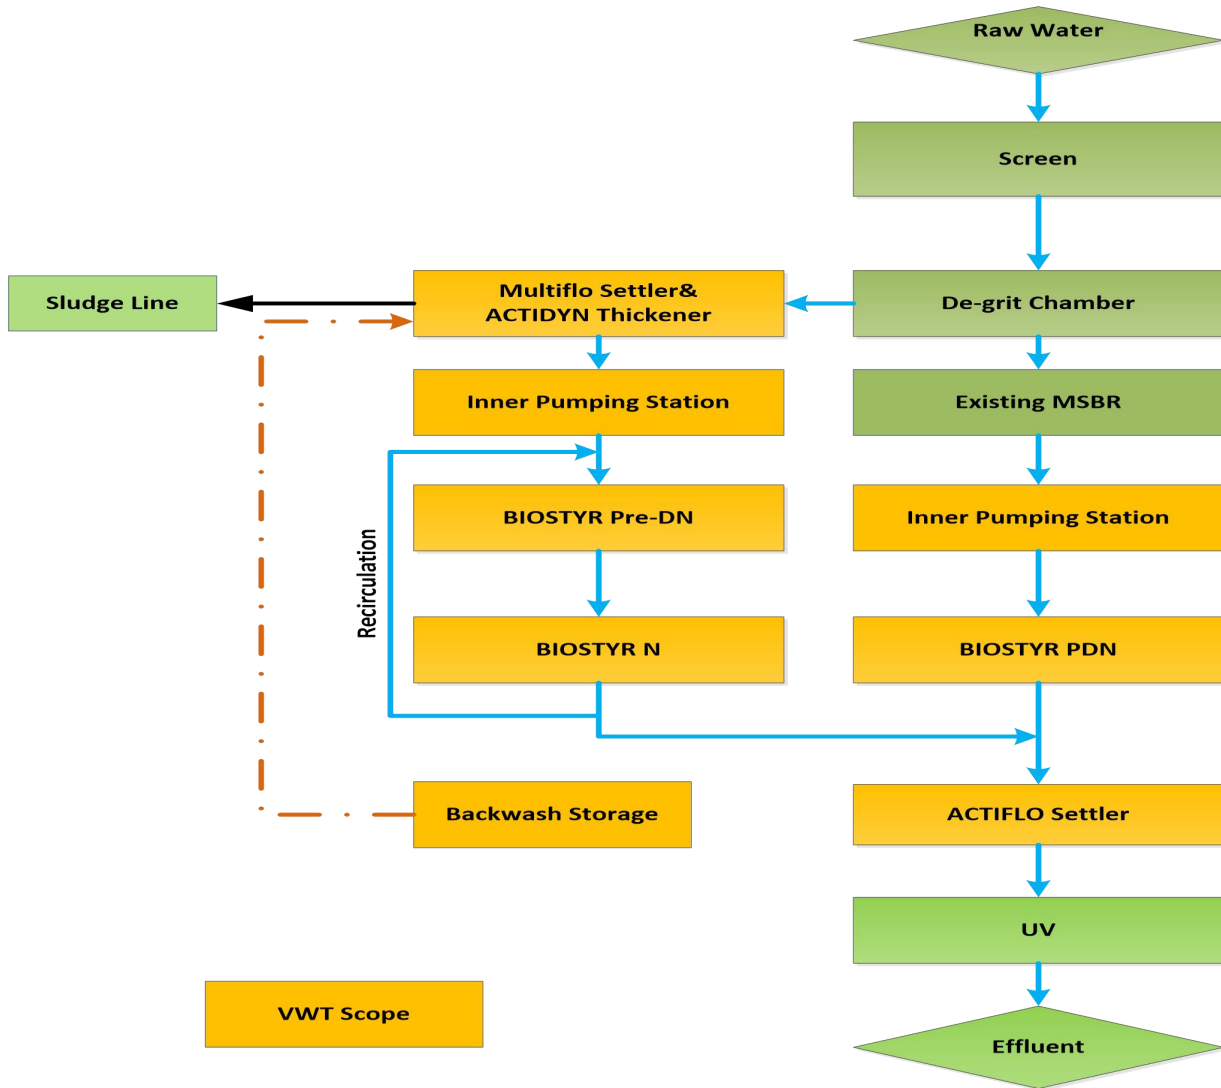 Raw Water
Screen
Sludge Line
Multiflo Settler&
ACTIDYN Thickener
De-grit Chamber
Inner Pumping Station
Existing MSBR
BIOSTYR Pre-DN
Inner Pumping Station
Recirculation
BIOSTYR N
BIOSTYR PDN
Backwash Storage
ACTIFLO Settler
UV
VWT Scope
Effluent